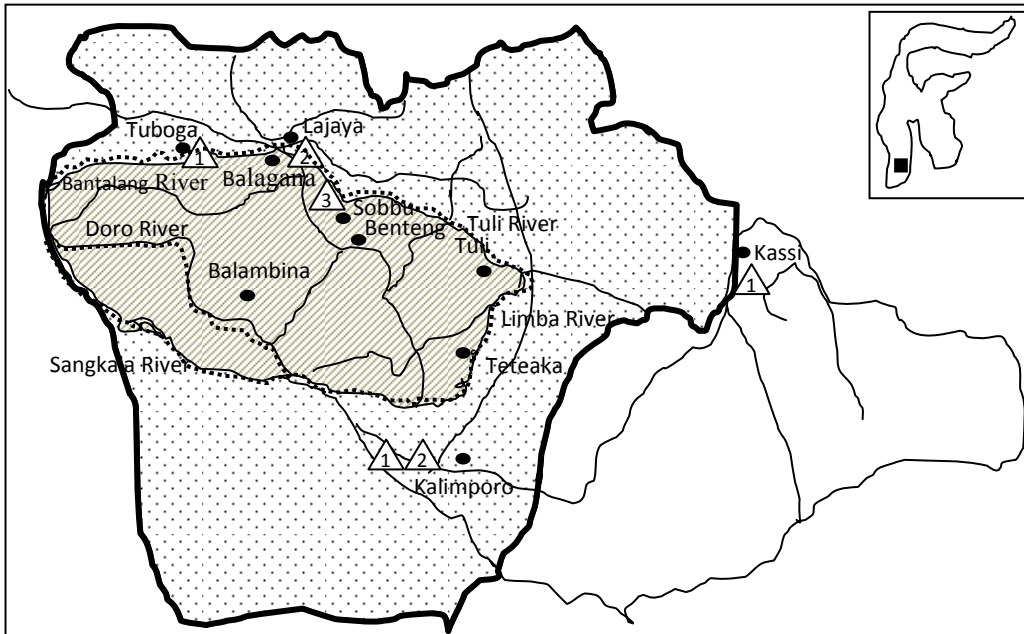 Lajaya
Tuboga
1
2
Bantalang River
Balagana
3
Sobbu
Benteng
Doro River
Tuli River
Tuli
Kassi
1
Balambina
Limba River
Sangkala River
Teteaka
1
2
Kalimporo